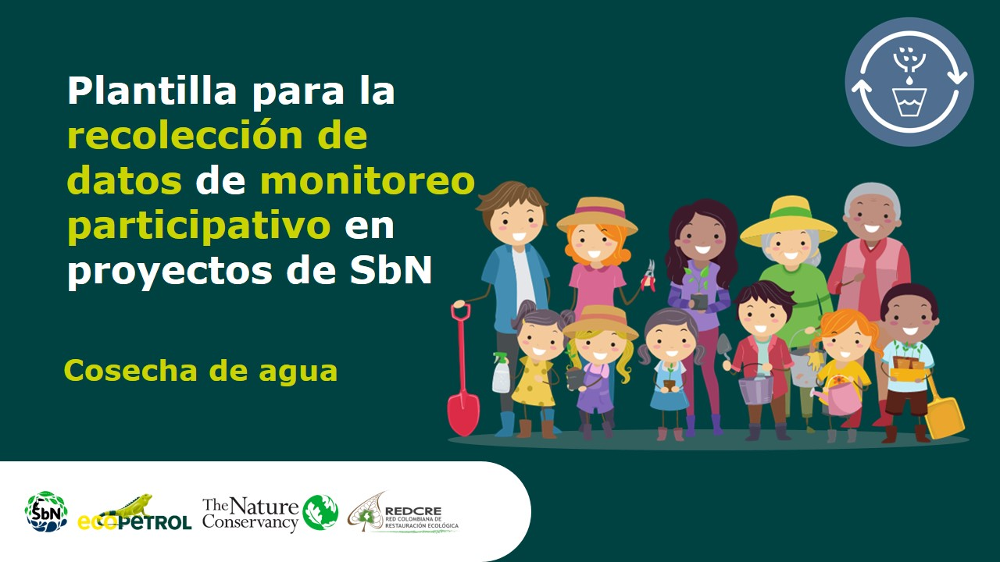 Plantilla para la
recolección de
datos de monitoreo
participativo en
proyectos de SbN
Cosecha de agua
SbN
ecoPETROL
The Nature
Conservancy
REDCRE
RED COLOMBIANA DE
RESTAURACIÓN ECOLÓGICA